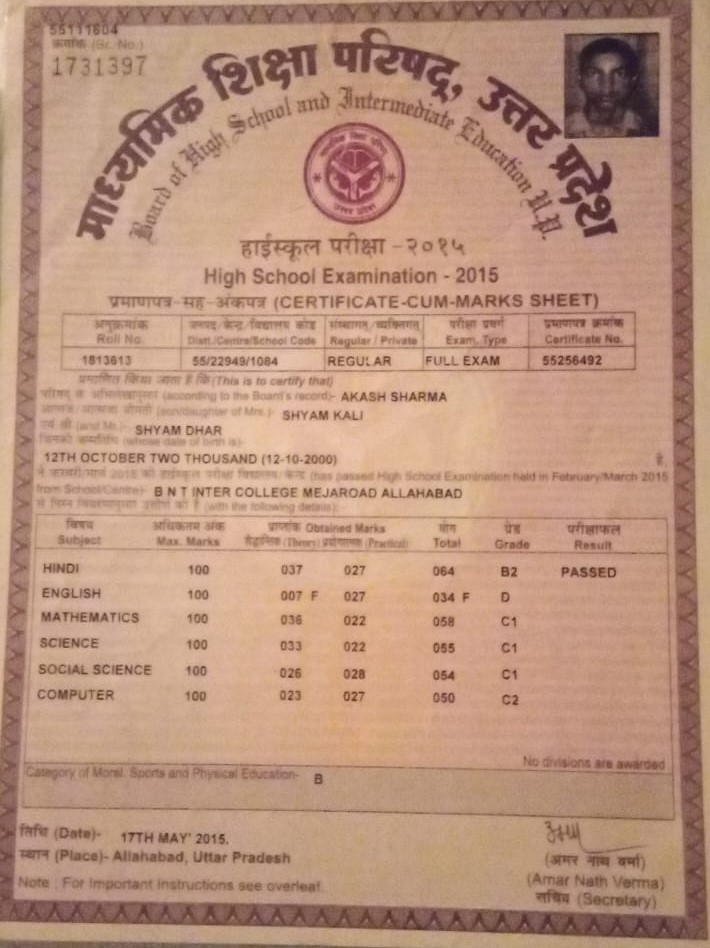 55111604
क्रमांक (Sr. No.)
1731397
माध्यमिक शिक्षा परिषद्, उत्तर प्रदेश
Board of High School and Intermediate Education U.P.
उत्तर प्रदेश
हाईस्कूल परीक्षा - २०१५
High School Examination - 2015
प्रमाणपत्र-सह-अंकपत्र (CERTIFICATE-CUM-MARKS SHEET)
अनुक्रमांक जनपद/केन्द्र/विद्यालय कोड संस्थागत/व्यक्तिगत परीक्षा प्रवर्ग प्रमाणपत्र क्रमांक
Roll No. Distt./Centre/School Code Regular / Private Exam. Type Certificate No.
1813613 55/22949/1084 REGULAR FULL EXAM 55256492
प्रमाणित किया जाता है कि (This is to certify that)
परिषद के अभिलेखानुसार (according to the Board's record)- AKASH SHARMA
आत्मज/आत्मजा श्रीमती (son/daughter of Mrs.) SHYAM KALI
एवं श्री (and Mr.)- SHYAM DHAR
जिनकी जन्मतिथि (whose date of birth is)-
12TH OCTOBER TWO THOUSAND (12-10-2000) है,
ने फरवरी/मार्च 2015 की हाईस्कूल परीक्षा विद्यालय/केन्द्र (has passed High School Examination held in February/March 2015
from School/Centre)- B N T INTER COLLEGE MEJAROAD ALLAHABAD
से निम्न विवरणानुसार उत्तीर्ण की है (with the following details):
विषय अधिकतम अंक प्राप्तांक Obtained Marks योग ग्रेड परीक्षाफल
Subject Max. Marks सैद्धान्तिक (Theory) प्रयोगात्मक (Practical) Total Grade Result
HINDI 100 037 027 064 B2 PASSED
ENGLISH 100 007 F 027 034 F D
MATHEMATICS 100 036 022 058 C1
SCIENCE 100 033 022 055 C1
SOCIAL SCIENCE 100 026 028 054 C1
COMPUTER 100 023 027 050 C2
No divisions are awarded
Category of Moral, Sports and Physical Education- B
तिथि (Date)- 17TH MAY' 2015.
स्थान (Place)- Allahabad, Uttar Pradesh
(अमर नाथ वर्मा)
Note : For Important Instructions see overleaf.
(Amar Nath Verma)
सचिव (Secretary)